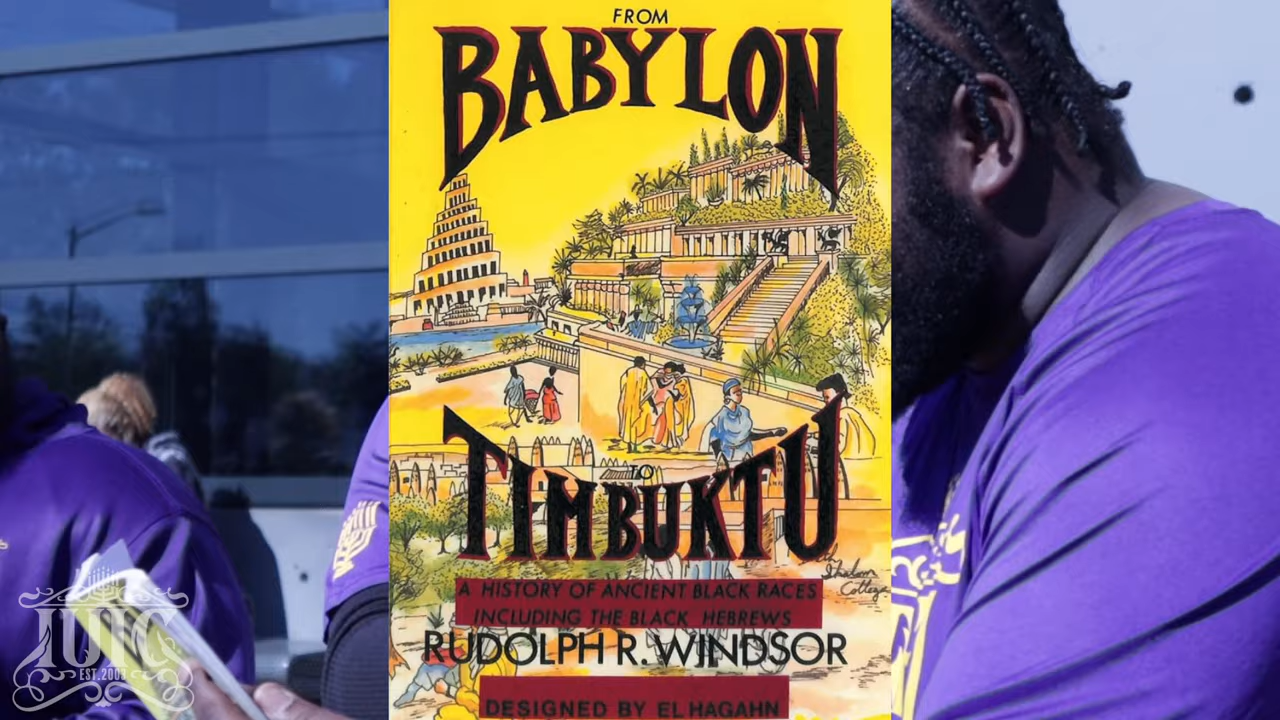 FROM
BABYLON
TO
TIMBUKTU
A HISTORY OF ANCIENT BLACK RACES
INCLUDING THE BLACK HEBREWS
RUDOLPH R. WINDSOR
DESIGNED BY EL HAGAHN
IUIC
EST. 2003